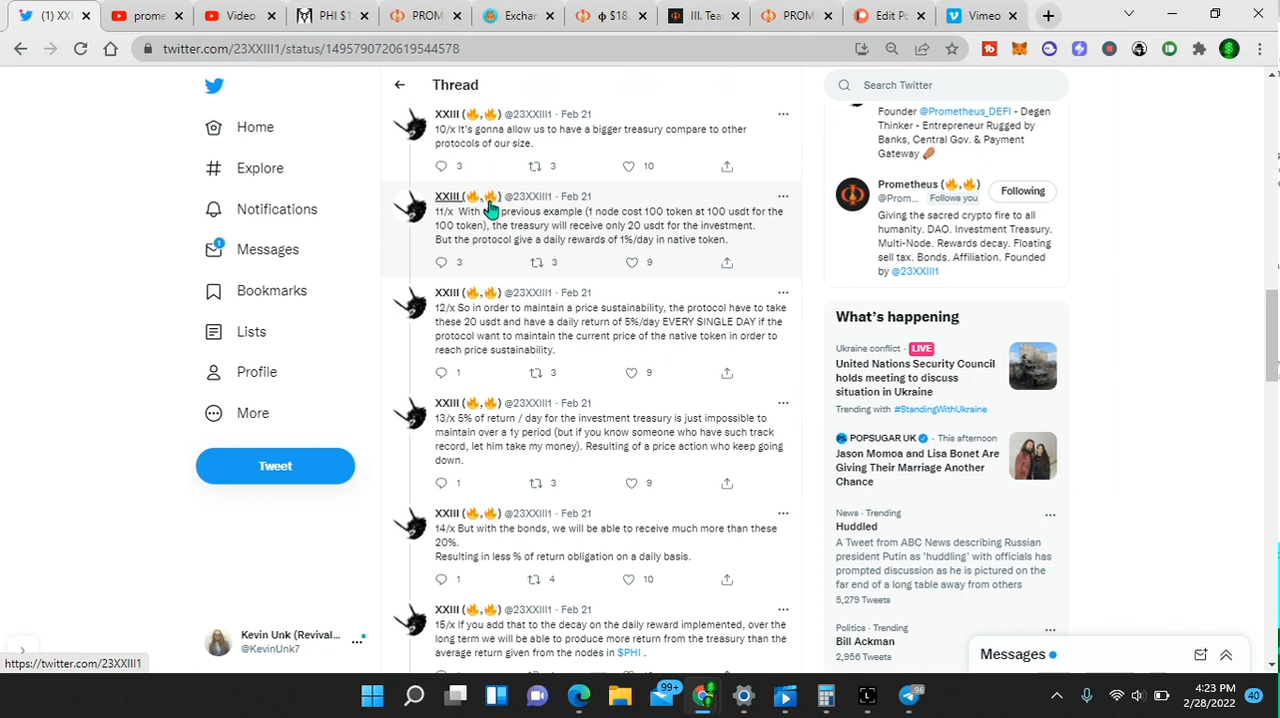 (1) XXI
prome
Video
PHI $1
PROM
Exchar
ф $18.
III. Tea
PROM
Edit Po
Vimeo
twitter.com/23XXIII1/status/1495790720619544578
Home
Explore
Notifications
1
Messages
Bookmarks
Lists
Profile
More
Tweet
Kevin Unk (Revival...
@KevinUnk7
https://twitter.com/23XXIII1
Thread
XXIII (🔥,🔥) @23XXIII1 · Feb 21
10/x It's gonna allow us to have a bigger treasury compare to other
protocols of our size.
3 3 10
XXIII (🔥,🔥) @23XXIII1 · Feb 21
11/x With previous example (1 node cost 100 token at 100 usdt for the
100 token), the treasury will receive only 20 usdt for the investment.
But the protocol give a daily rewards of 1%/day in native token.
3 3 9
XXIII (🔥,🔥) @23XXIII1 · Feb 21
12/x So in order to maintain a price sustainability, the protocol have to take
these 20 usdt and have a daily return of 5%/day EVERY SINGLE DAY if the
protocol want to maintain the current price of the native token in order to
reach price sustainability.
1 3 9
XXIII (🔥,🔥) @23XXIII1 · Feb 21
13/x 5% of return / day for the investment treasury is just impossible to
maintain over a 1y period (but if you know someone who have such track
record, let him take my money). Resulting of a price action who keep going
down.
1 3 9
XXIII (🔥,🔥) @23XXIII1 · Feb 21
14/x But with the bonds, we will be able to receive much more than these
20%.
Resulting in less % of return obligation on a daily basis.
1 4 10
XXIII (🔥,🔥) @23XXIII1 · Feb 21
15/x If you add that to the decay on the daily reward implemented, over the
long term we will be able to produce more return from the treasury than the
average return given from the nodes in $PHI .
Search Twitter
Founder @Prometheus_DEFI - Degen
Thinker - Entrepreneur Rugged by
Banks, Central Gov. & Payment
Gateway
Prometheus (🔥,🔥)
@Prom... Follows you
Following
Giving the sacred crypto fire to all
humanity. DAO. Investment Treasury.
Multi-Node. Rewards decay. Floating
sell tax. Bonds. Affiliation. Founded
by @23XXIII1
What's happening
Ukraine conflict · LIVE
United Nations Security Council
holds meeting to discuss
situation in Ukraine
Trending with #StandingWithUkraine
POPSUGAR UK · This afternoon
Jason Momoa and Lisa Bonet Are
Giving Their Marriage Another
Chance
News · Trending
Huddled
A Tweet from ABC News describing Russian
president Putin as "huddling" with officials has
prompted discussion as he is pictured on the
far end of a long table away from others
5,279 Tweets
Politics · Trending
Bill Ackman
2,956 Tweets
Messages
99+
95
4:23 PM
2/28/2022
40